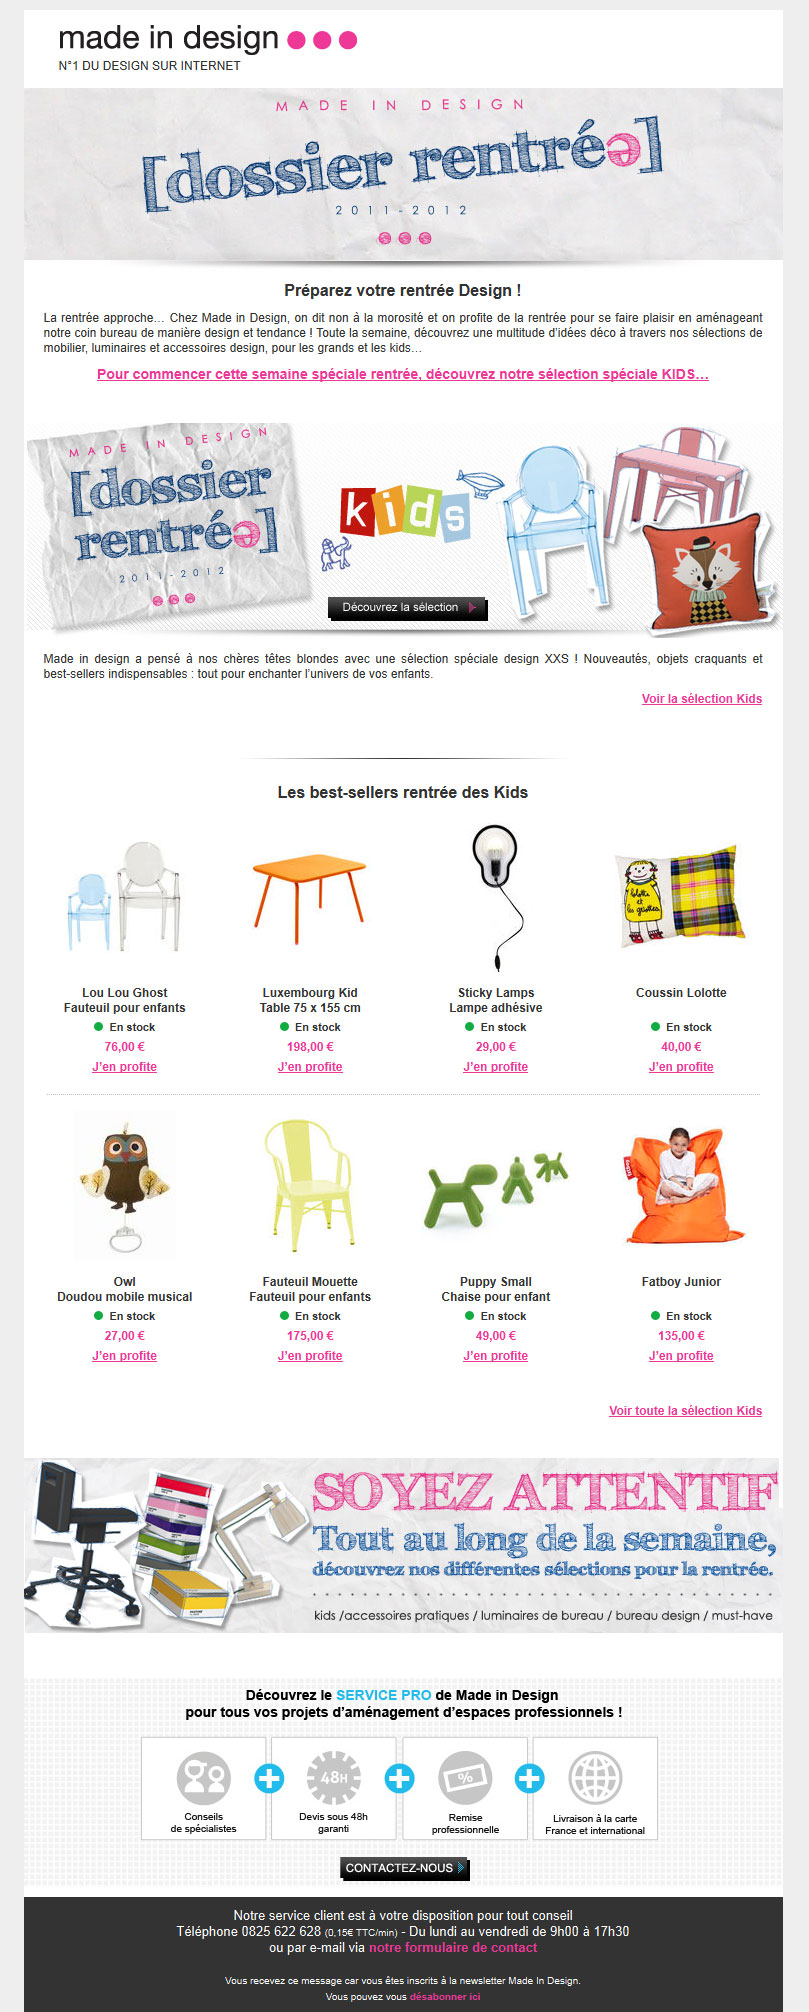 made in design
N°1 DU DESIGN SUR INTERNET
MADE IN DESIGN
[dossier rentrée]
2011-2012
Préparez votre rentrée Design !
La rentrée approche… Chez Made in Design, on dit non à la morosité et on profite de la rentrée pour se faire plaisir en aménageant
notre coin bureau de manière design et tendance ! Toute la semaine, découvrez une multitude d'idées déco à travers nos sélections de
mobilier, luminaires et accessoires design, pour les grands et les kids…
Pour commencer cette semaine spéciale rentrée, découvrez notre sélection spéciale KIDS…
MADE IN DESIGN
[dossier
rentrée]
2011-2012
kids
Découvrez la sélection
Made in design a pensé à nos chères têtes blondes avec une sélection spéciale design XXS ! Nouveautés, objets craquants et
best-sellers indispensables : tout pour enchanter l'univers de vos enfants.
Voir la sélection Kids
Les best-sellers rentrée des Kids
lolotte
et
les griottes
Lou Lou Ghost
Fauteuil pour enfants
En stock
76,00 €
J'en profite
Luxembourg Kid
Table 75 x 155 cm
En stock
198,00 €
J'en profite
Sticky Lamps
Lampe adhésive
En stock
29,00 €
J'en profite
Coussin Lolotte
En stock
40,00 €
J'en profite
Owl
Doudou mobile musical
En stock
27,00 €
J'en profite
Fauteuil Mouette
Fauteuil pour enfants
En stock
175,00 €
J'en profite
Puppy Small
Chaise pour enfant
En stock
49,00 €
J'en profite
Fatboy Junior
En stock
135,00 €
J'en profite
Voir toute la sélection Kids
SOYEZ ATTENTIF
Tout au long de la semaine,
découvrez nos différentes sélections pour la rentrée.
kids /accessoires pratiques / luminaires de bureau / bureau design / must-have
Découvrez le SERVICE PRO de Made in Design
pour tous vos projets d'aménagement d'espaces professionnels !
Conseils
de spécialistes
48H
Devis sous 48h
garanti
%
Remise
professionnelle
Livraison à la carte
France et international
CONTACTEZ-NOUS
Notre service client est à votre disposition pour tout conseil
Téléphone 0825 622 628 (0,15€ TTC/min) - Du lundi au vendredi de 9h00 à 17h30
ou par e-mail via notre formulaire de contact
Vous recevez ce message car vous êtes inscrits à la newsletter Made In Design.
Vous pouvez vous désabonner ici